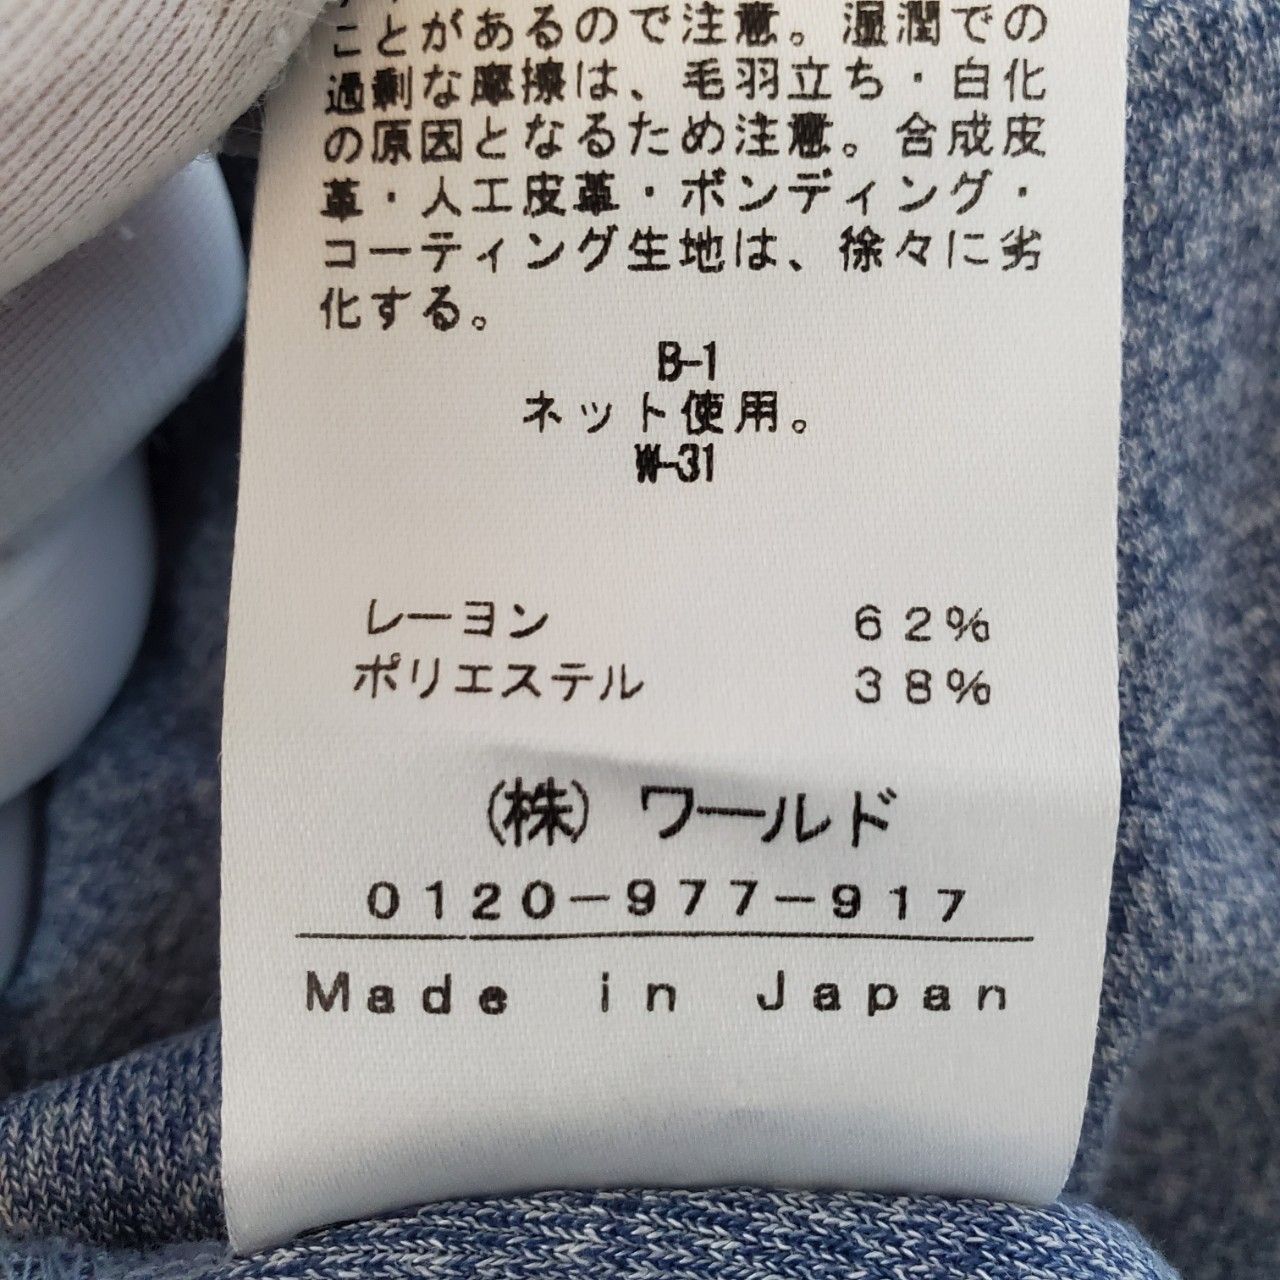 ことがあるので注意。湿潤での
過剰な摩擦は、毛羽立ち・白化
の原因となるため注意。合成皮
革・人工皮革・ボンディング・
コーティング生地は、徐々に劣
化する。
B-1
ネット使用。
W-31
レーヨン 62%
ポリエステル 38%
(株) ワールド
0120-977-917
Made in Japan